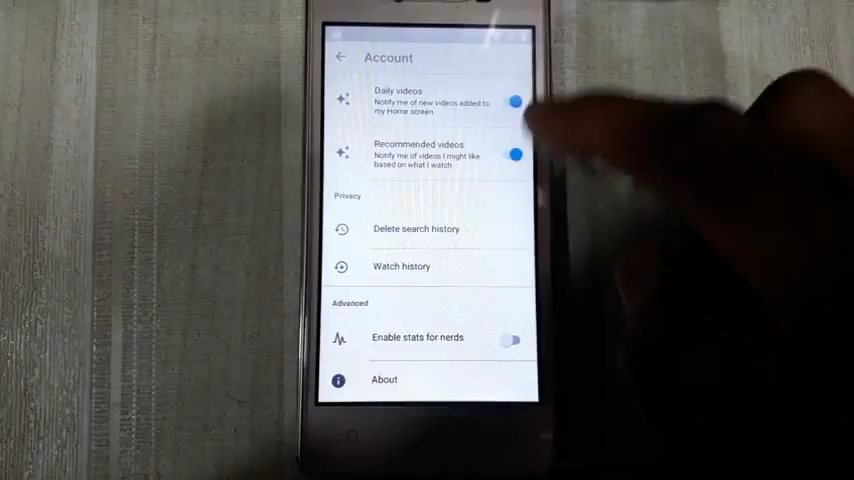 Account
Daily videos
Notify me of new videos added to
my Home screen
Recommended videos
Notify me of videos I might like
based on what I watch
Privacy
Delete search history
Watch history
Advanced
Enable stats for nerds
About